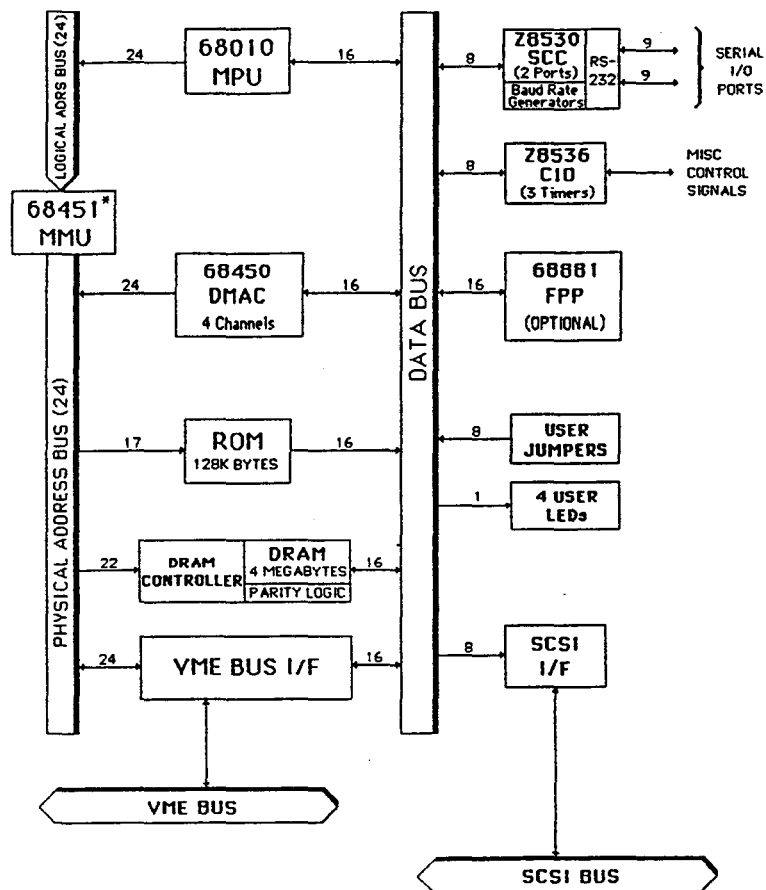 LOGICAL ADRS BUS (24)
24
68010
MPU
16
8
Z8530
SCC
(2 Ports)
Baud Rate
Generators
RS-
232
9
9
SERIAL
I/O
PORTS
68451*
MMU
8
Z8536
CIO
(3 Timers)
MISC
CONTROL
SIGNALS
24
68450
DMAC
4 Channels
16
DATA BUS
16
68881
FPP
(OPTIONAL)
PHYSICAL ADDRESS BUS (24)
17
ROM
128K BYTES
16
8
USER
JUMPERS
1
4 USER
LEDs
22
DRAM
CONTROLLER
DRAM
4 MEGABYTES
PARITY LOGIC
16
24
VME BUS I/F
16
8
SCSI
I/F
VME BUS
SCSI BUS